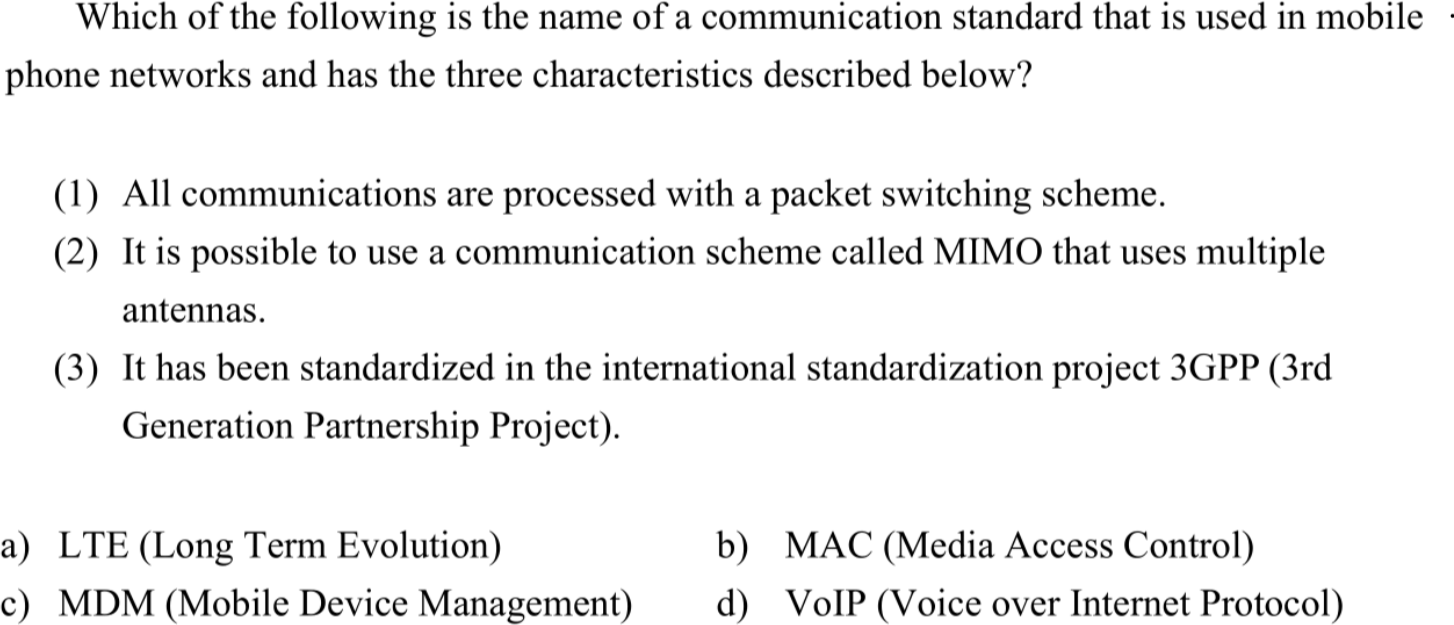 Which of the following is the name of a communication standard that is used in mobile
phone networks and has the three characteristics described below?
(1) All communications are processed with a packet switching scheme.
(2) It is possible to use a communication scheme called MIMO that uses multiple
antennas.
(3) It has been standardized in the international standardization project 3GPP (3rd
Generation Partnership Project).
a) LTE (Long Term Evolution) b) MAC (Media Access Control)
c) MDM (Mobile Device Management) d) VoIP (Voice over Internet Protocol)